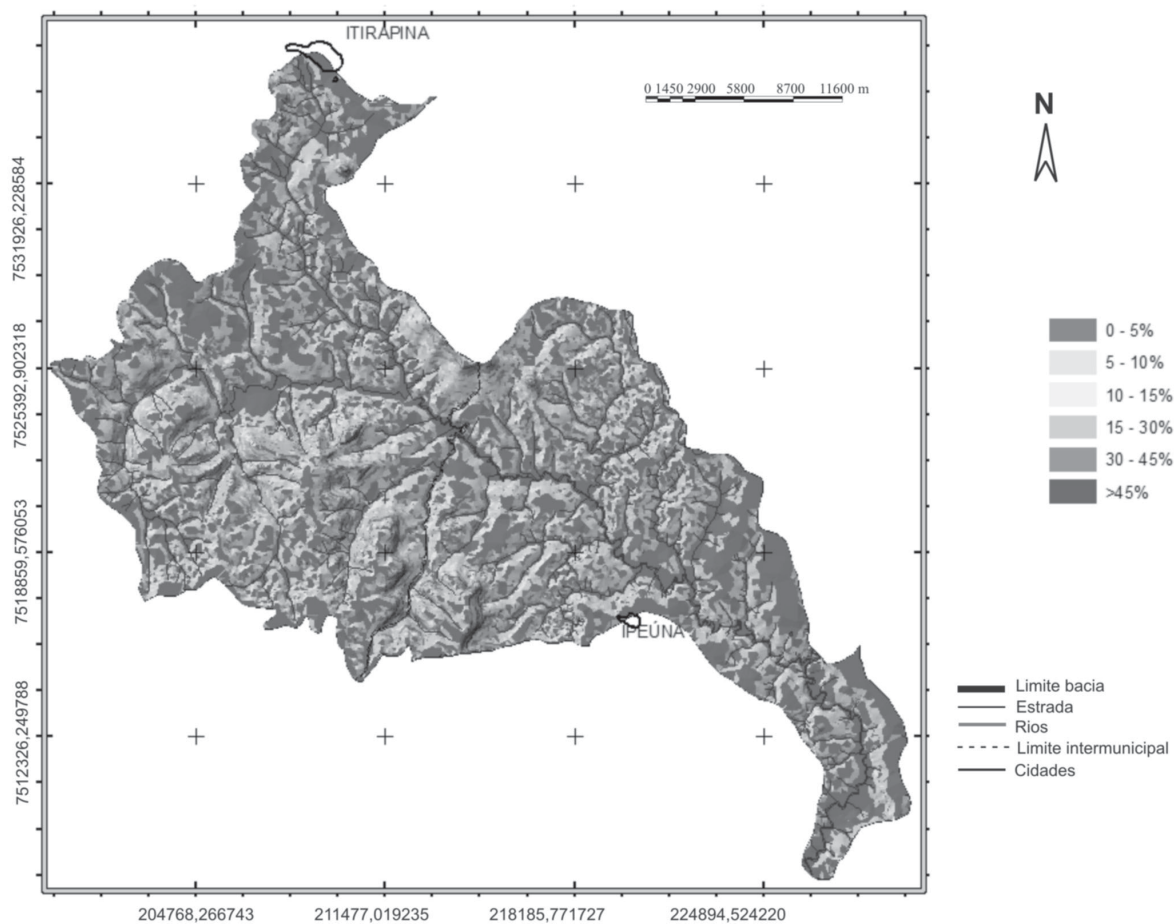 ITIRAPINA
0 1450 2900 5800 8700 11600 m
N
7531926,228584
7525392,902318
7518859,576053
7512326,249788
0 - 5%
5 - 10%
10 - 15%
15 - 30%
30 - 45%
>45%
IPEÚNA
Limite bacia
Estrada
Rios
Limite intermunicipal
Cidades
204768,266743 211477,019235 218185,771727 224894,524220